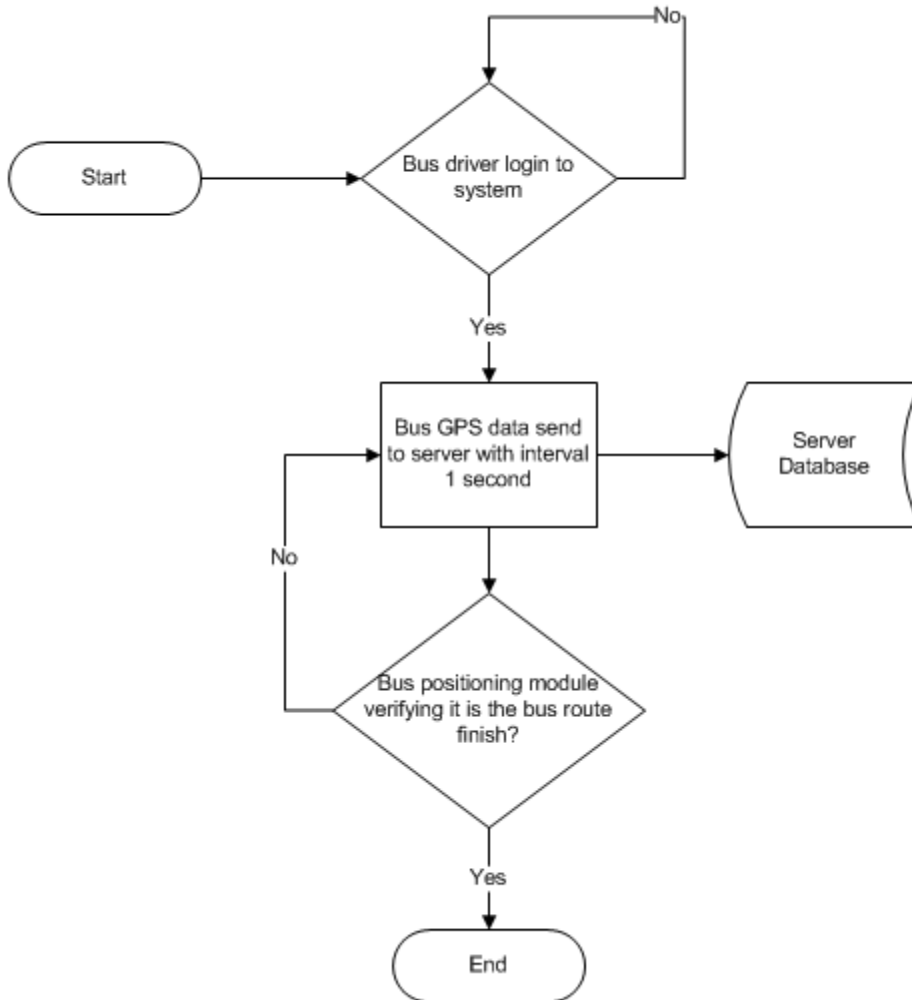 No
Start
Bus driver login to
system
Yes
Bus GPS data send
to server with interval
1 second
Server
Database
No
Bus positioning module
verifying it is the bus route
finish?
Yes
End